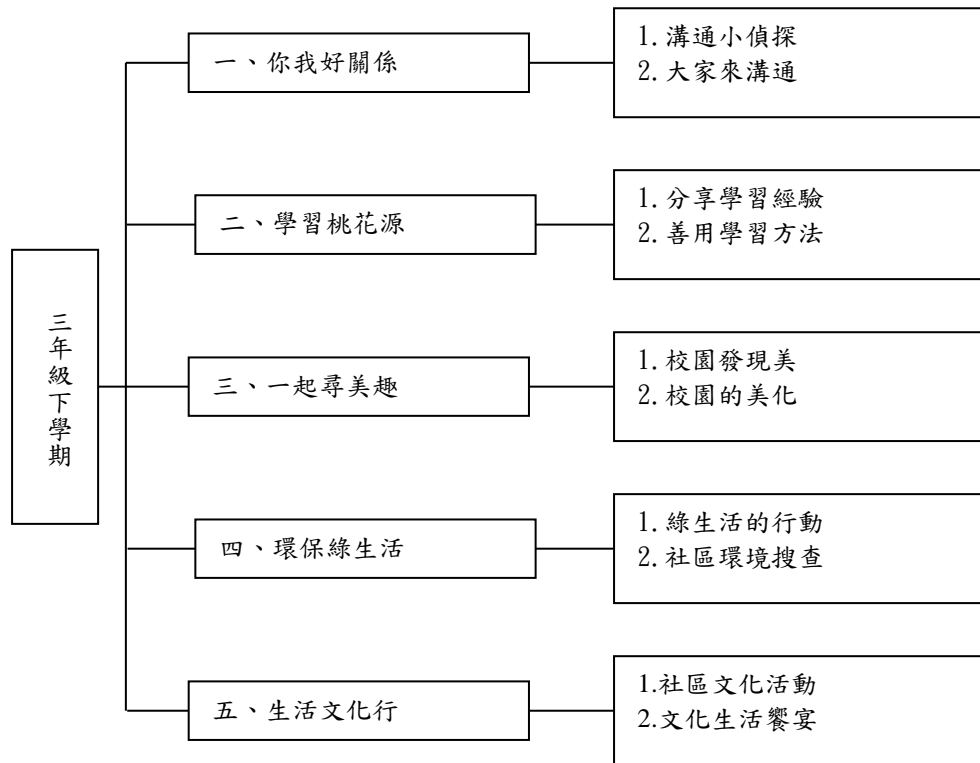 三年級下學期
一、你我好關係
1.溝通小偵探
2.大家來溝通
二、學習桃花源
1.分享學習經驗
2.善用學習方法
三、一起尋美趣
1.校園發現美
2.校園的美化
四、環保綠生活
1.綠生活的行動
2.社區環境搜查
五、生活文化行
1.社區文化活動
2.文化生活饗宴